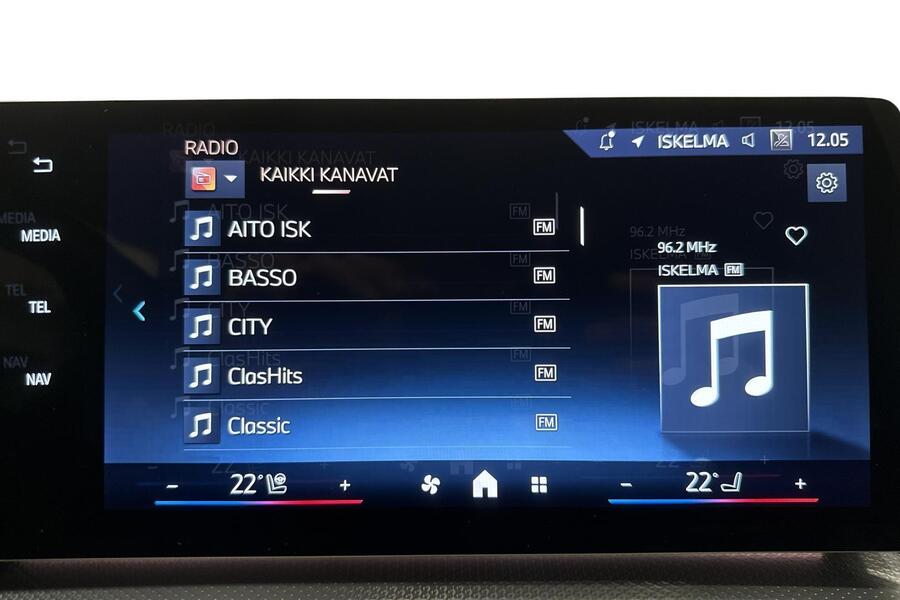 RADIO
ISKELMA 12.05
KAIKKI KANAVAT
MEDIA
TEL
NAV
AITO ISK FM
BASSO FM
CITY FM
ClasHits FM
Classic FM
96.2 MHz
ISKELMA FM
- 22° +
- 22° +